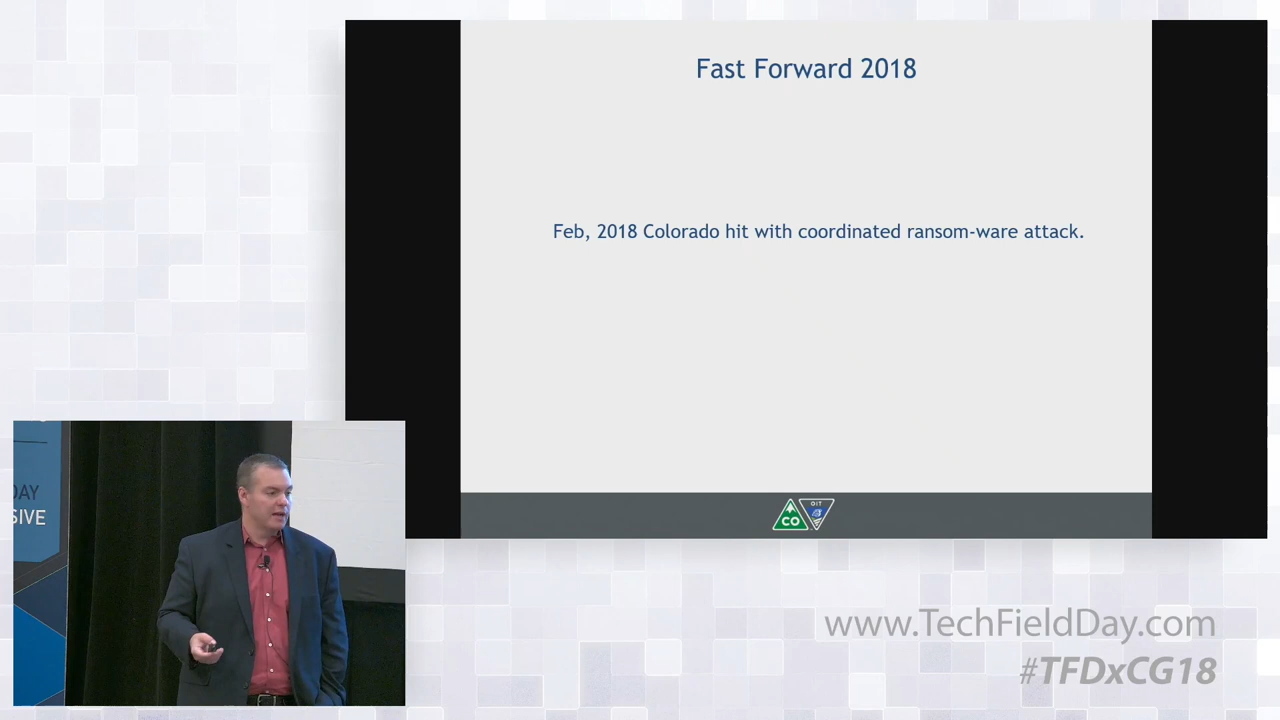 Fast Forward 2018
Feb, 2018 Colorado hit with coordinated ransom-ware attack.
CO
OIT
DAY
SIVE
www.TechFieldDay.com
#TFDxCG18